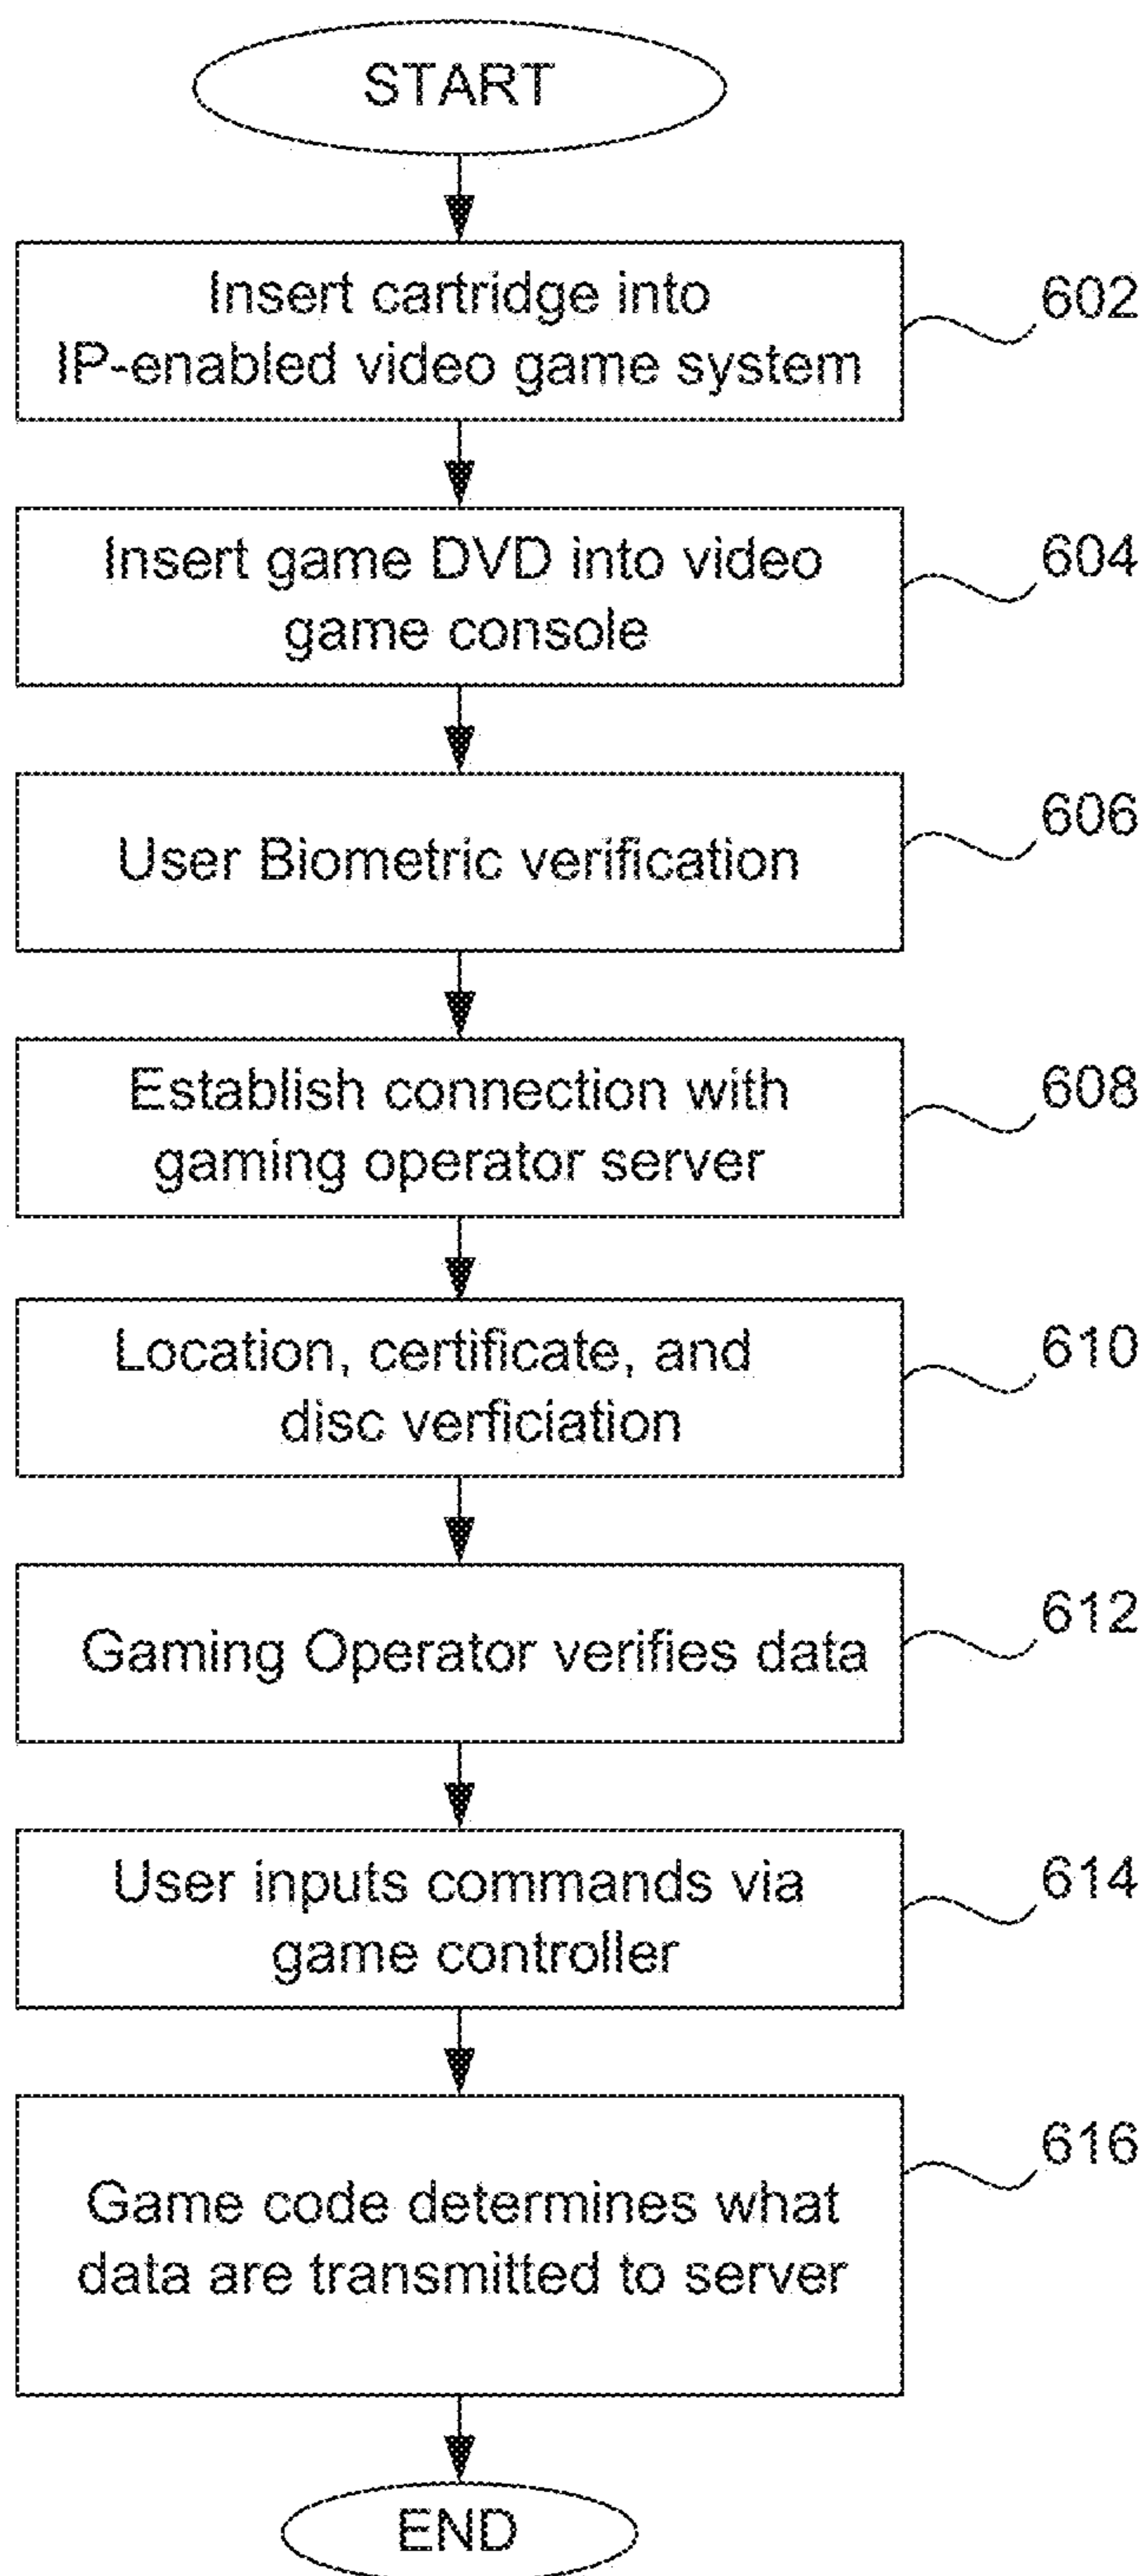 START
Insert cartridge into
IP-enabled video game system
602
Insert game DVD into video
game console
604
User Biometric verification
606
Establish connection with
gaming operator server
608
Location, certificate, and
disc verficiation
610
Gaming Operator verifies data
612
User inputs commands via
game controller
614
Game code determines what
data are transmitted to server
616
END